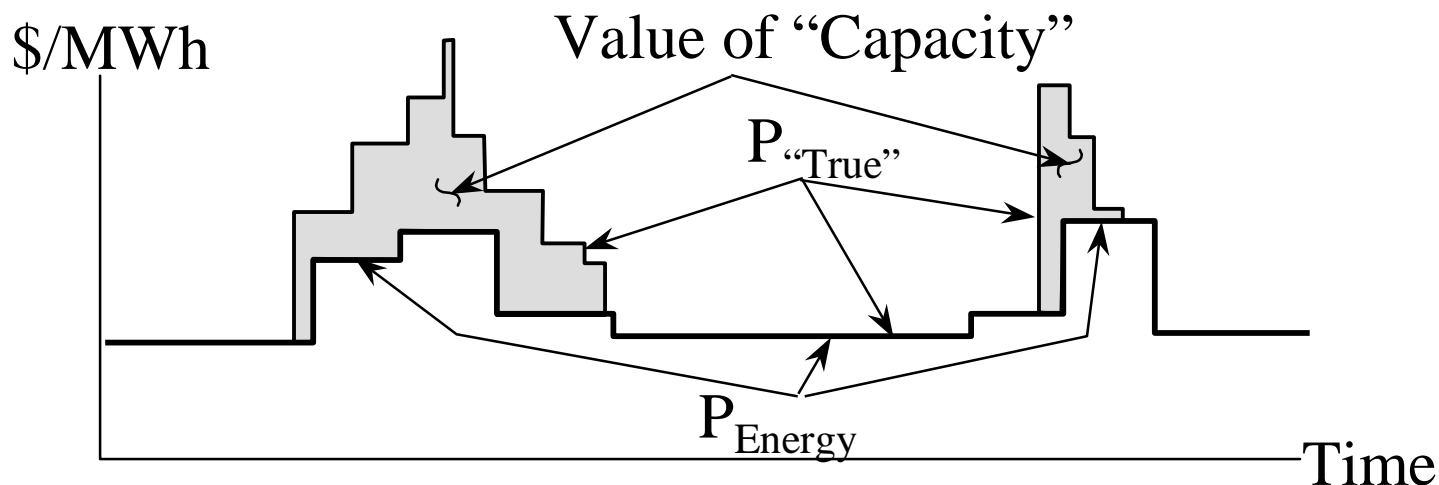 $/MWh
Value of “Capacity”
P“True”
PEnergy
Time